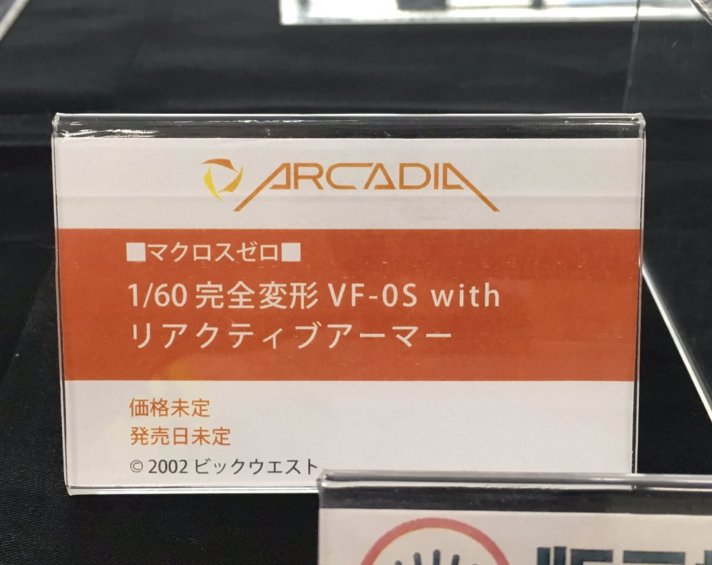 ARCADIA
■マクロスゼロ■
1/60 完全変形 VF-0S with
リアクティブアーマー
価格未定
発売日未定
© 2002 ビックウエスト